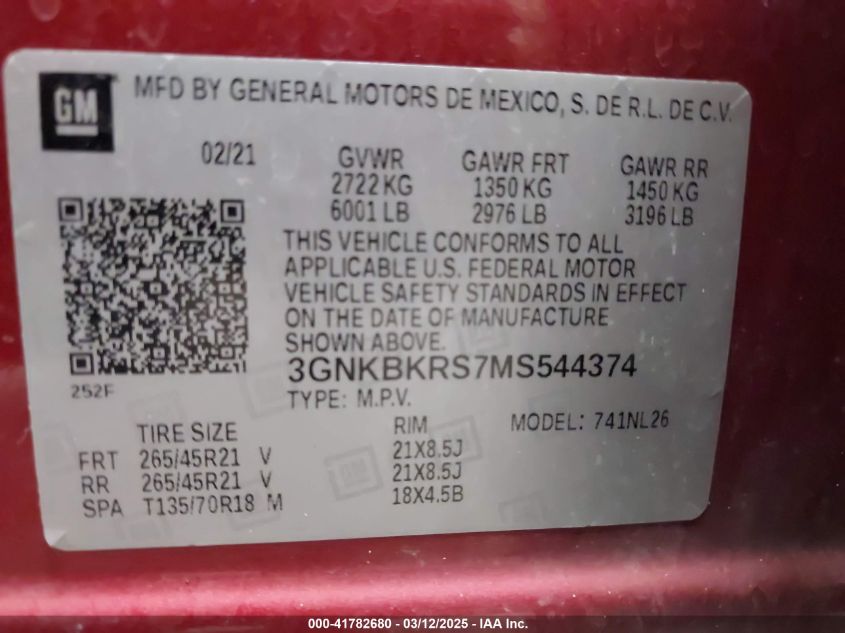 GM MFD BY GENERAL MOTORS DE MEXICO, S. DE R.L. DE C.V.
02/21 GVWR GAWR FRT GAWR RR
2722 KG 1350 KG 1450 KG
6001 LB 2976 LB 3196 LB
THIS VEHICLE CONFORMS TO ALL
APPLICABLE U.S. FEDERAL MOTOR
VEHICLE SAFETY STANDARDS IN EFFECT
ON THE DATE OF MANUFACTURE
SHOWN ABOVE.
3GNKBKRS7MS544374
252F
TYPE: M.P.V.
MODEL: 741NL26
TIRE SIZE RIM
FRT 265/45R21 V 21X8.5J
RR 265/45R21 V 21X8.5J
SPA T135/70R18 M 18X4.5B
000-41782680 - 03/12/2025 - IAA Inc.